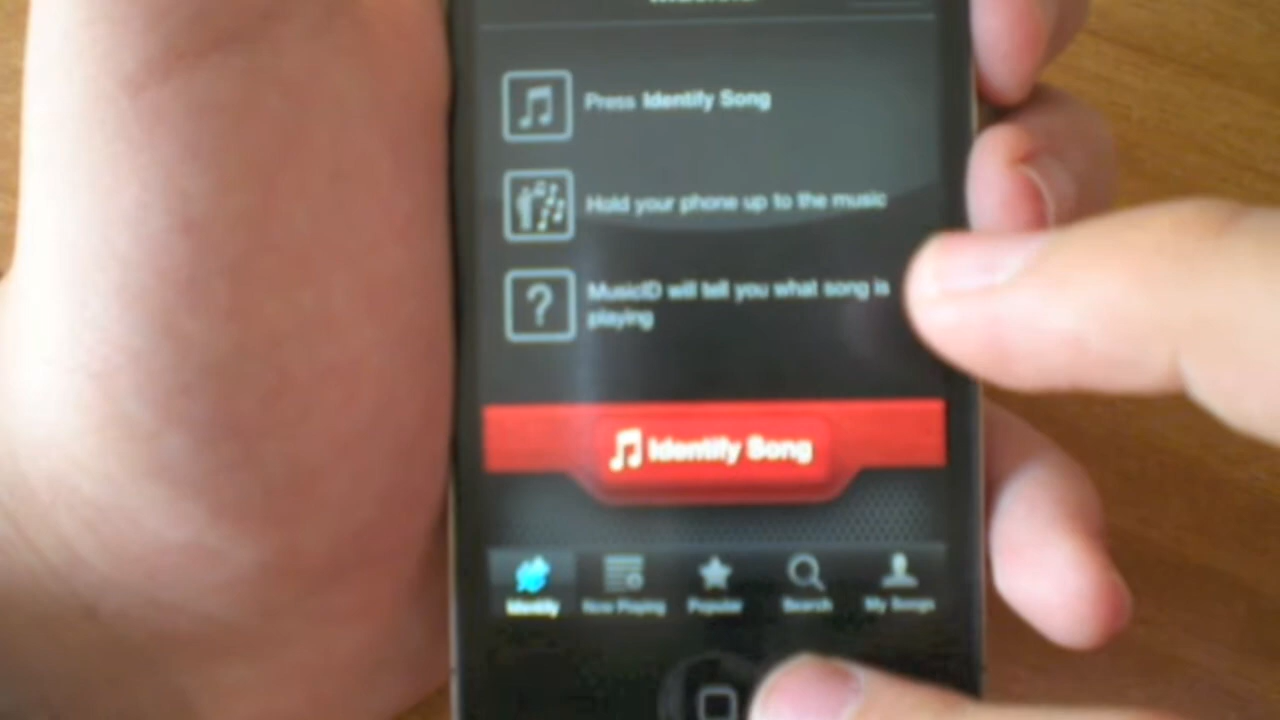 Press Identify Song
Hold your phone up to the music
MusicID will tell you what song is
playing
Identify Song
Identify
Now Playing
Popular
Search
My Songs